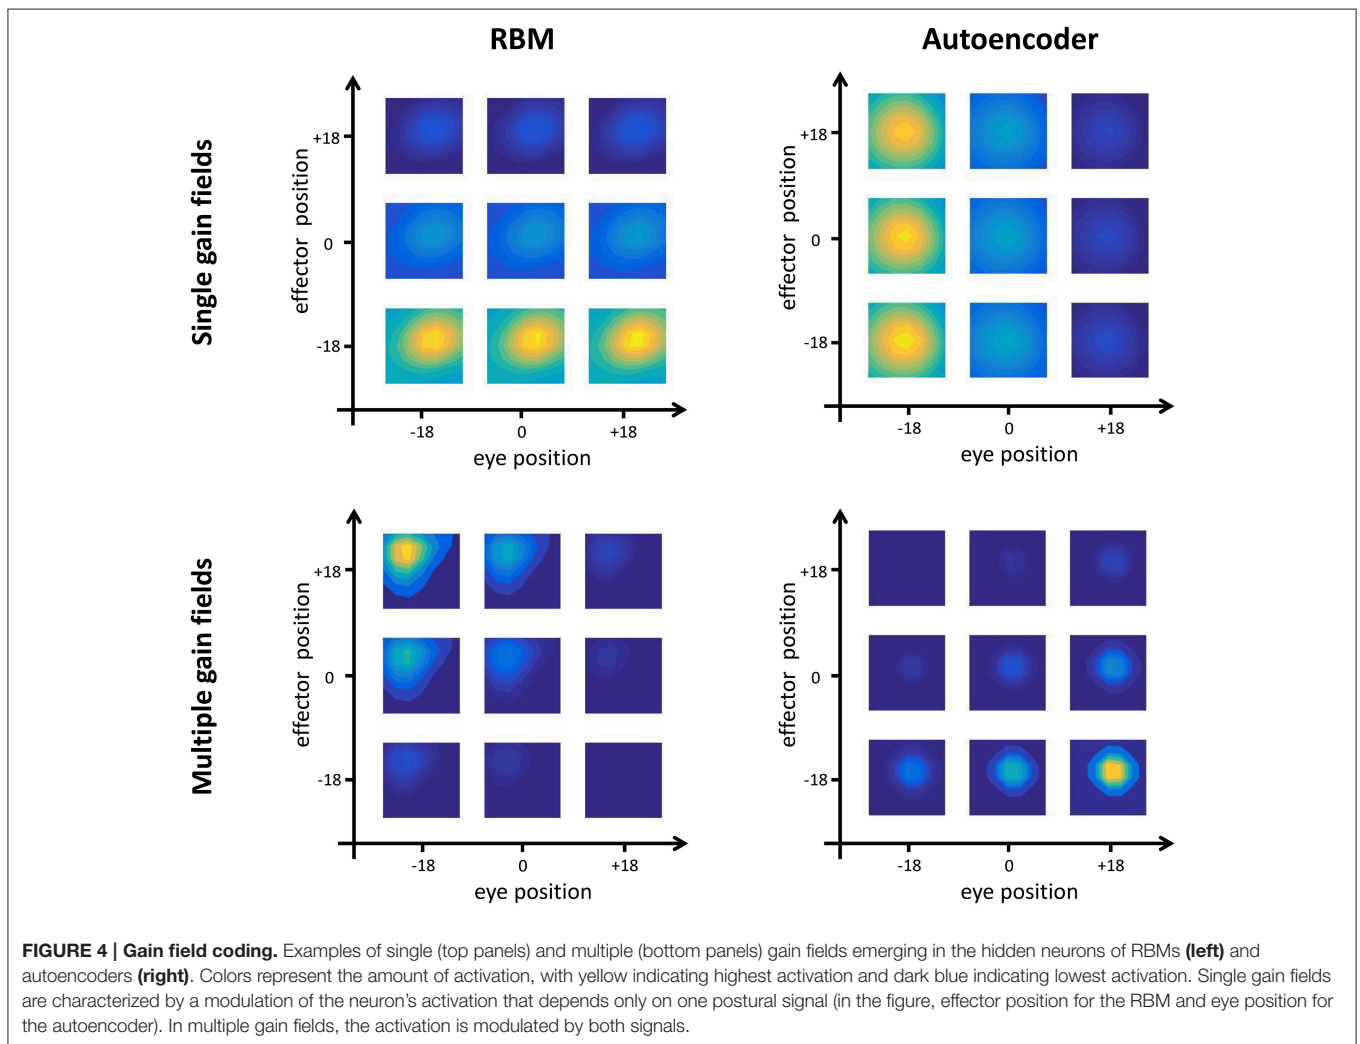 RBM
Autoencoder
Single gain fields
effector position
+18
0
-18
-18 0 +18
eye position
effector position
+18
0
-18
-18 0 +18
eye position
Multiple gain fields
effector position
+18
0
-18
-18 0 +18
eye position
effector position
+18
0
-18
-18 0 +18
eye position
FIGURE 4 | Gain field coding. Examples of single (top panels) and multiple (bottom panels) gain fields emerging in the hidden neurons of RBMs (left) and
autoencoders (right). Colors represent the amount of activation, with yellow indicating highest activation and dark blue indicating lowest activation. Single gain fields
are characterized by a modulation of the neuron's activation that depends only on one postural signal (in the figure, effector position for the RBM and eye position for
the autoencoder). In multiple gain fields, the activation is modulated by both signals.